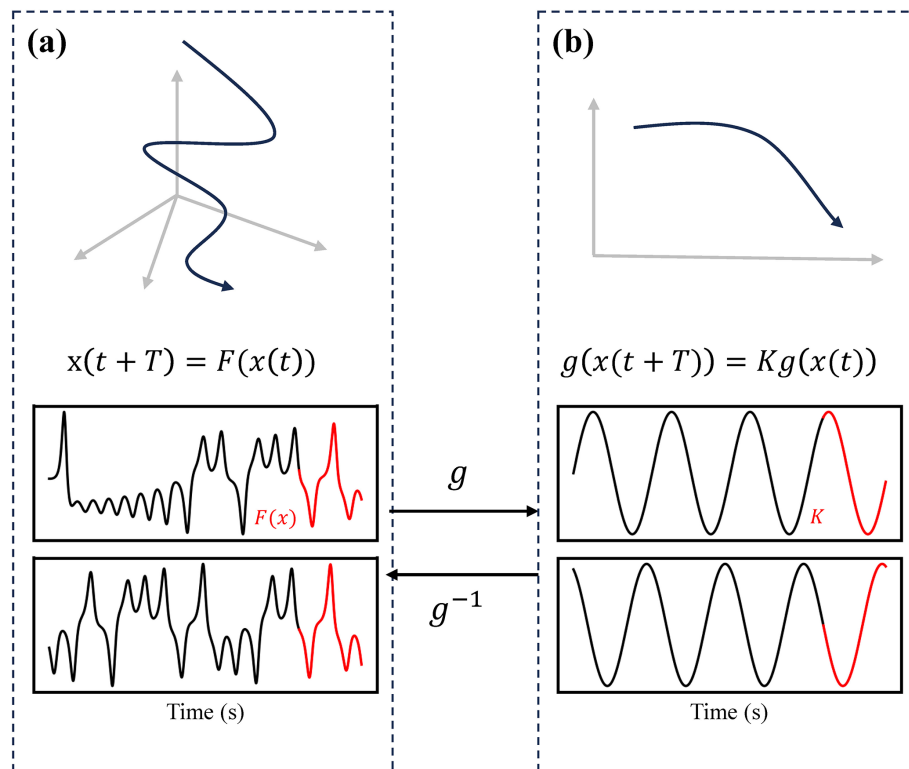 (a)
x(t + T) = F(x(t))
F(x)
Time (s)
g
g⁻¹
(b)
g(x(t + T)) = Kg(x(t))
K
Time (s)